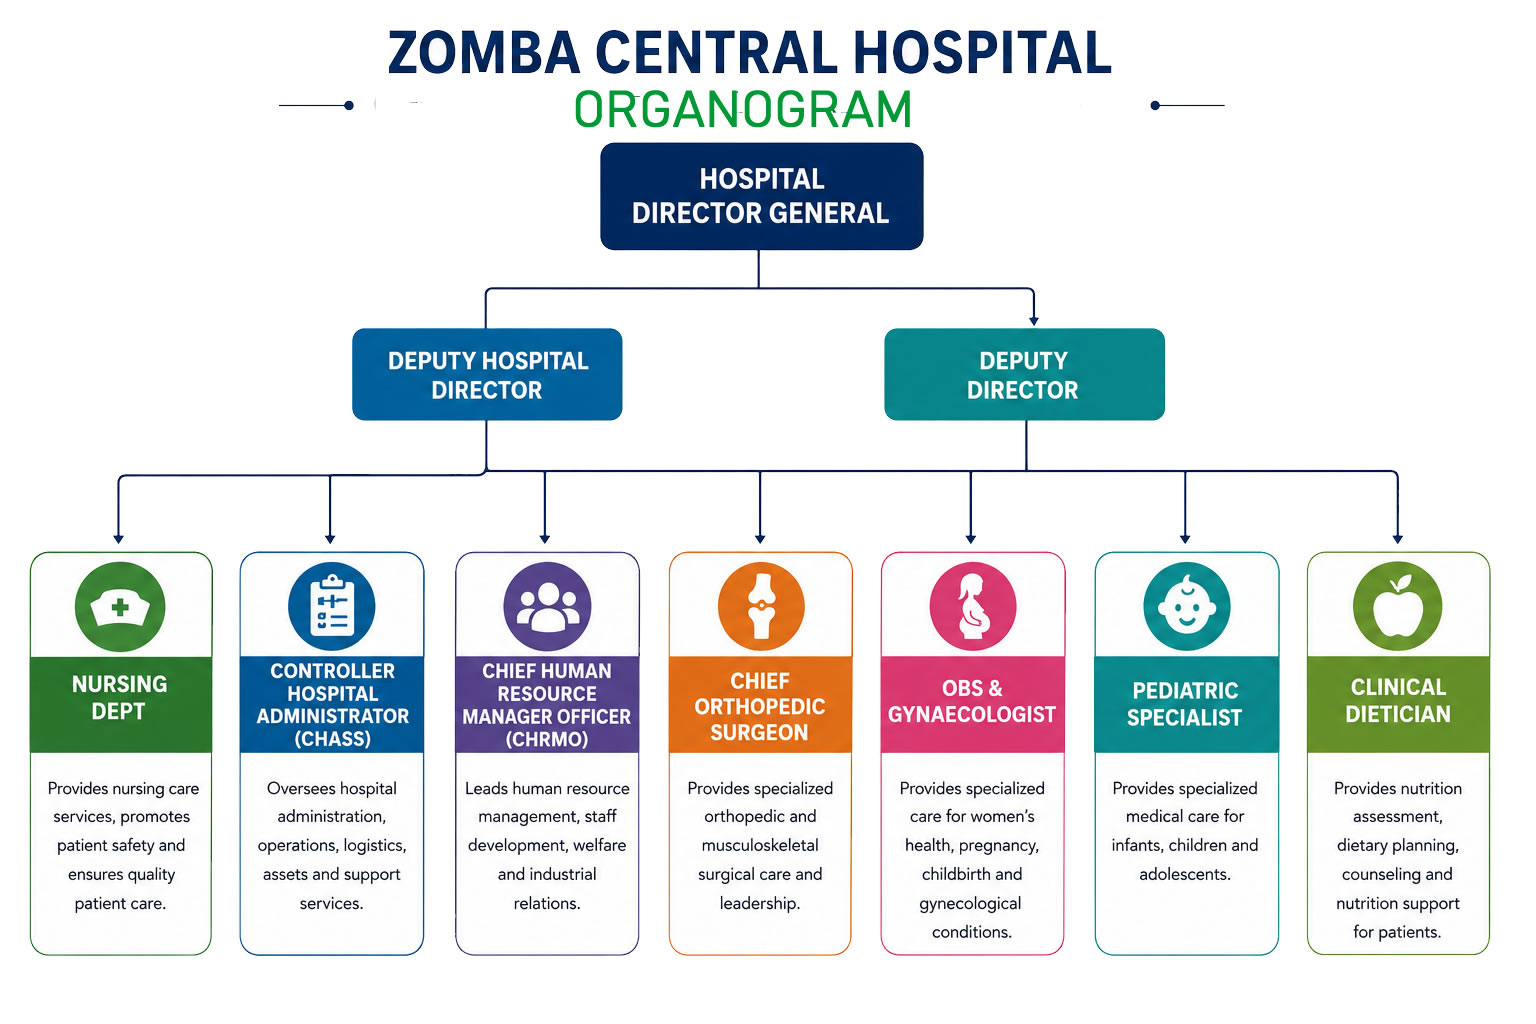 ZOMBA CENTRAL HOSPITAL
ORGANOGRAM
HOSPITAL
DIRECTOR GENERAL
DEPUTY HOSPITAL
DIRECTOR
DEPUTY
DIRECTOR
NURSING
DEPT
Provides nursing care
services, promotes
patient safety and
ensures quality
patient care.
CONTROLLER
HOSPITAL
ADMINISTRATOR
(CHASS)
Oversees hospital
administration,
operations, logistics,
assets and support
services.
CHIEF HUMAN
RESOURCE
MANAGER OFFICER
(CHRMO)
Leads human resource
management, staff
development, welfare
and industrial
relations.
CHIEF
ORTHOPEDIC
SURGEON
Provides specialized
orthopedic and
musculoskeletal
surgical care and
leadership.
OBS &
GYNAECOLOGIST
Provides specialized
care for women's
health, pregnancy,
childbirth and
gynecological
conditions.
PEDIATRIC
SPECIALIST
Provides specialized
medical care for
infants, children and
adolescents.
CLINICAL
DIETICIAN
Provides nutrition
assessment,
dietary planning,
counseling and
nutrition support
for patients.